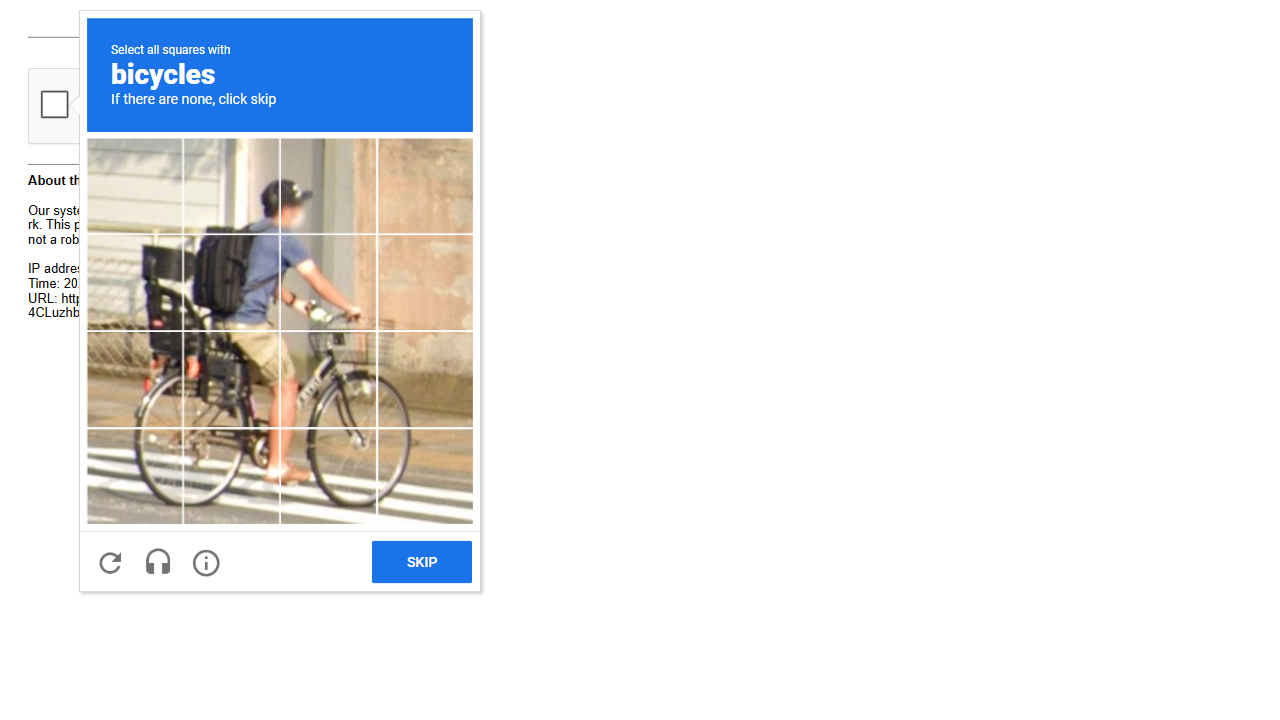 Select all squares with
bicycles
If there are none, click skip
About th
Our syste
rk. This p
not a rob
IP addres
Time: 20
URL: http
4CLuzhb
SKIP